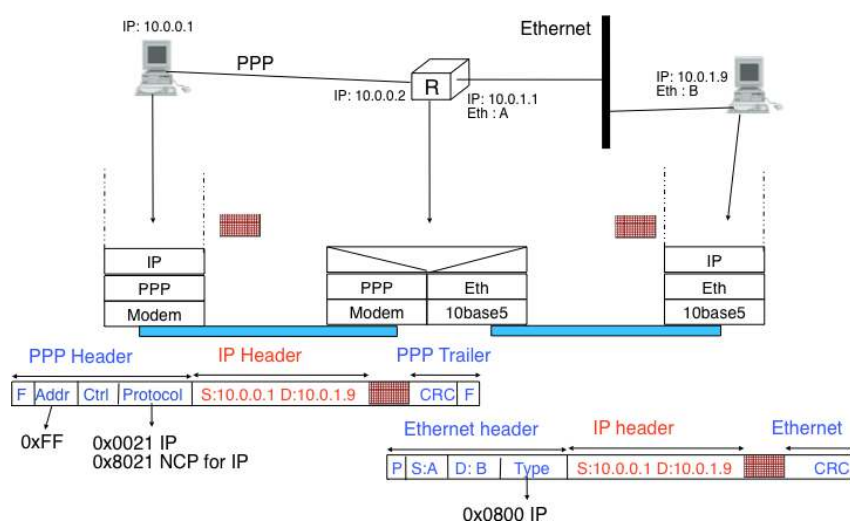 IP: 10.0.0.1
Ethernet
PPP
R
IP: 10.0.0.2
IP: 10.0.1.1
Eth : A
IP: 10.0.1.9
Eth : B
IP
PPP
Modem
PPP
Eth
Modem
10base5
IP
Eth
10base5
PPP Header
IP Header
PPP Trailer
F Addr Ctrl Protocol S:10.0.0.1 D:10.0.1.9 CRC F
0xFF
0x0021 IP
0x8021 NCP for IP
Ethernet header
IP header
Ethernet
P S:A D: B Type S:10.0.0.1 D:10.0.1.9 CRC
0x0800 IP